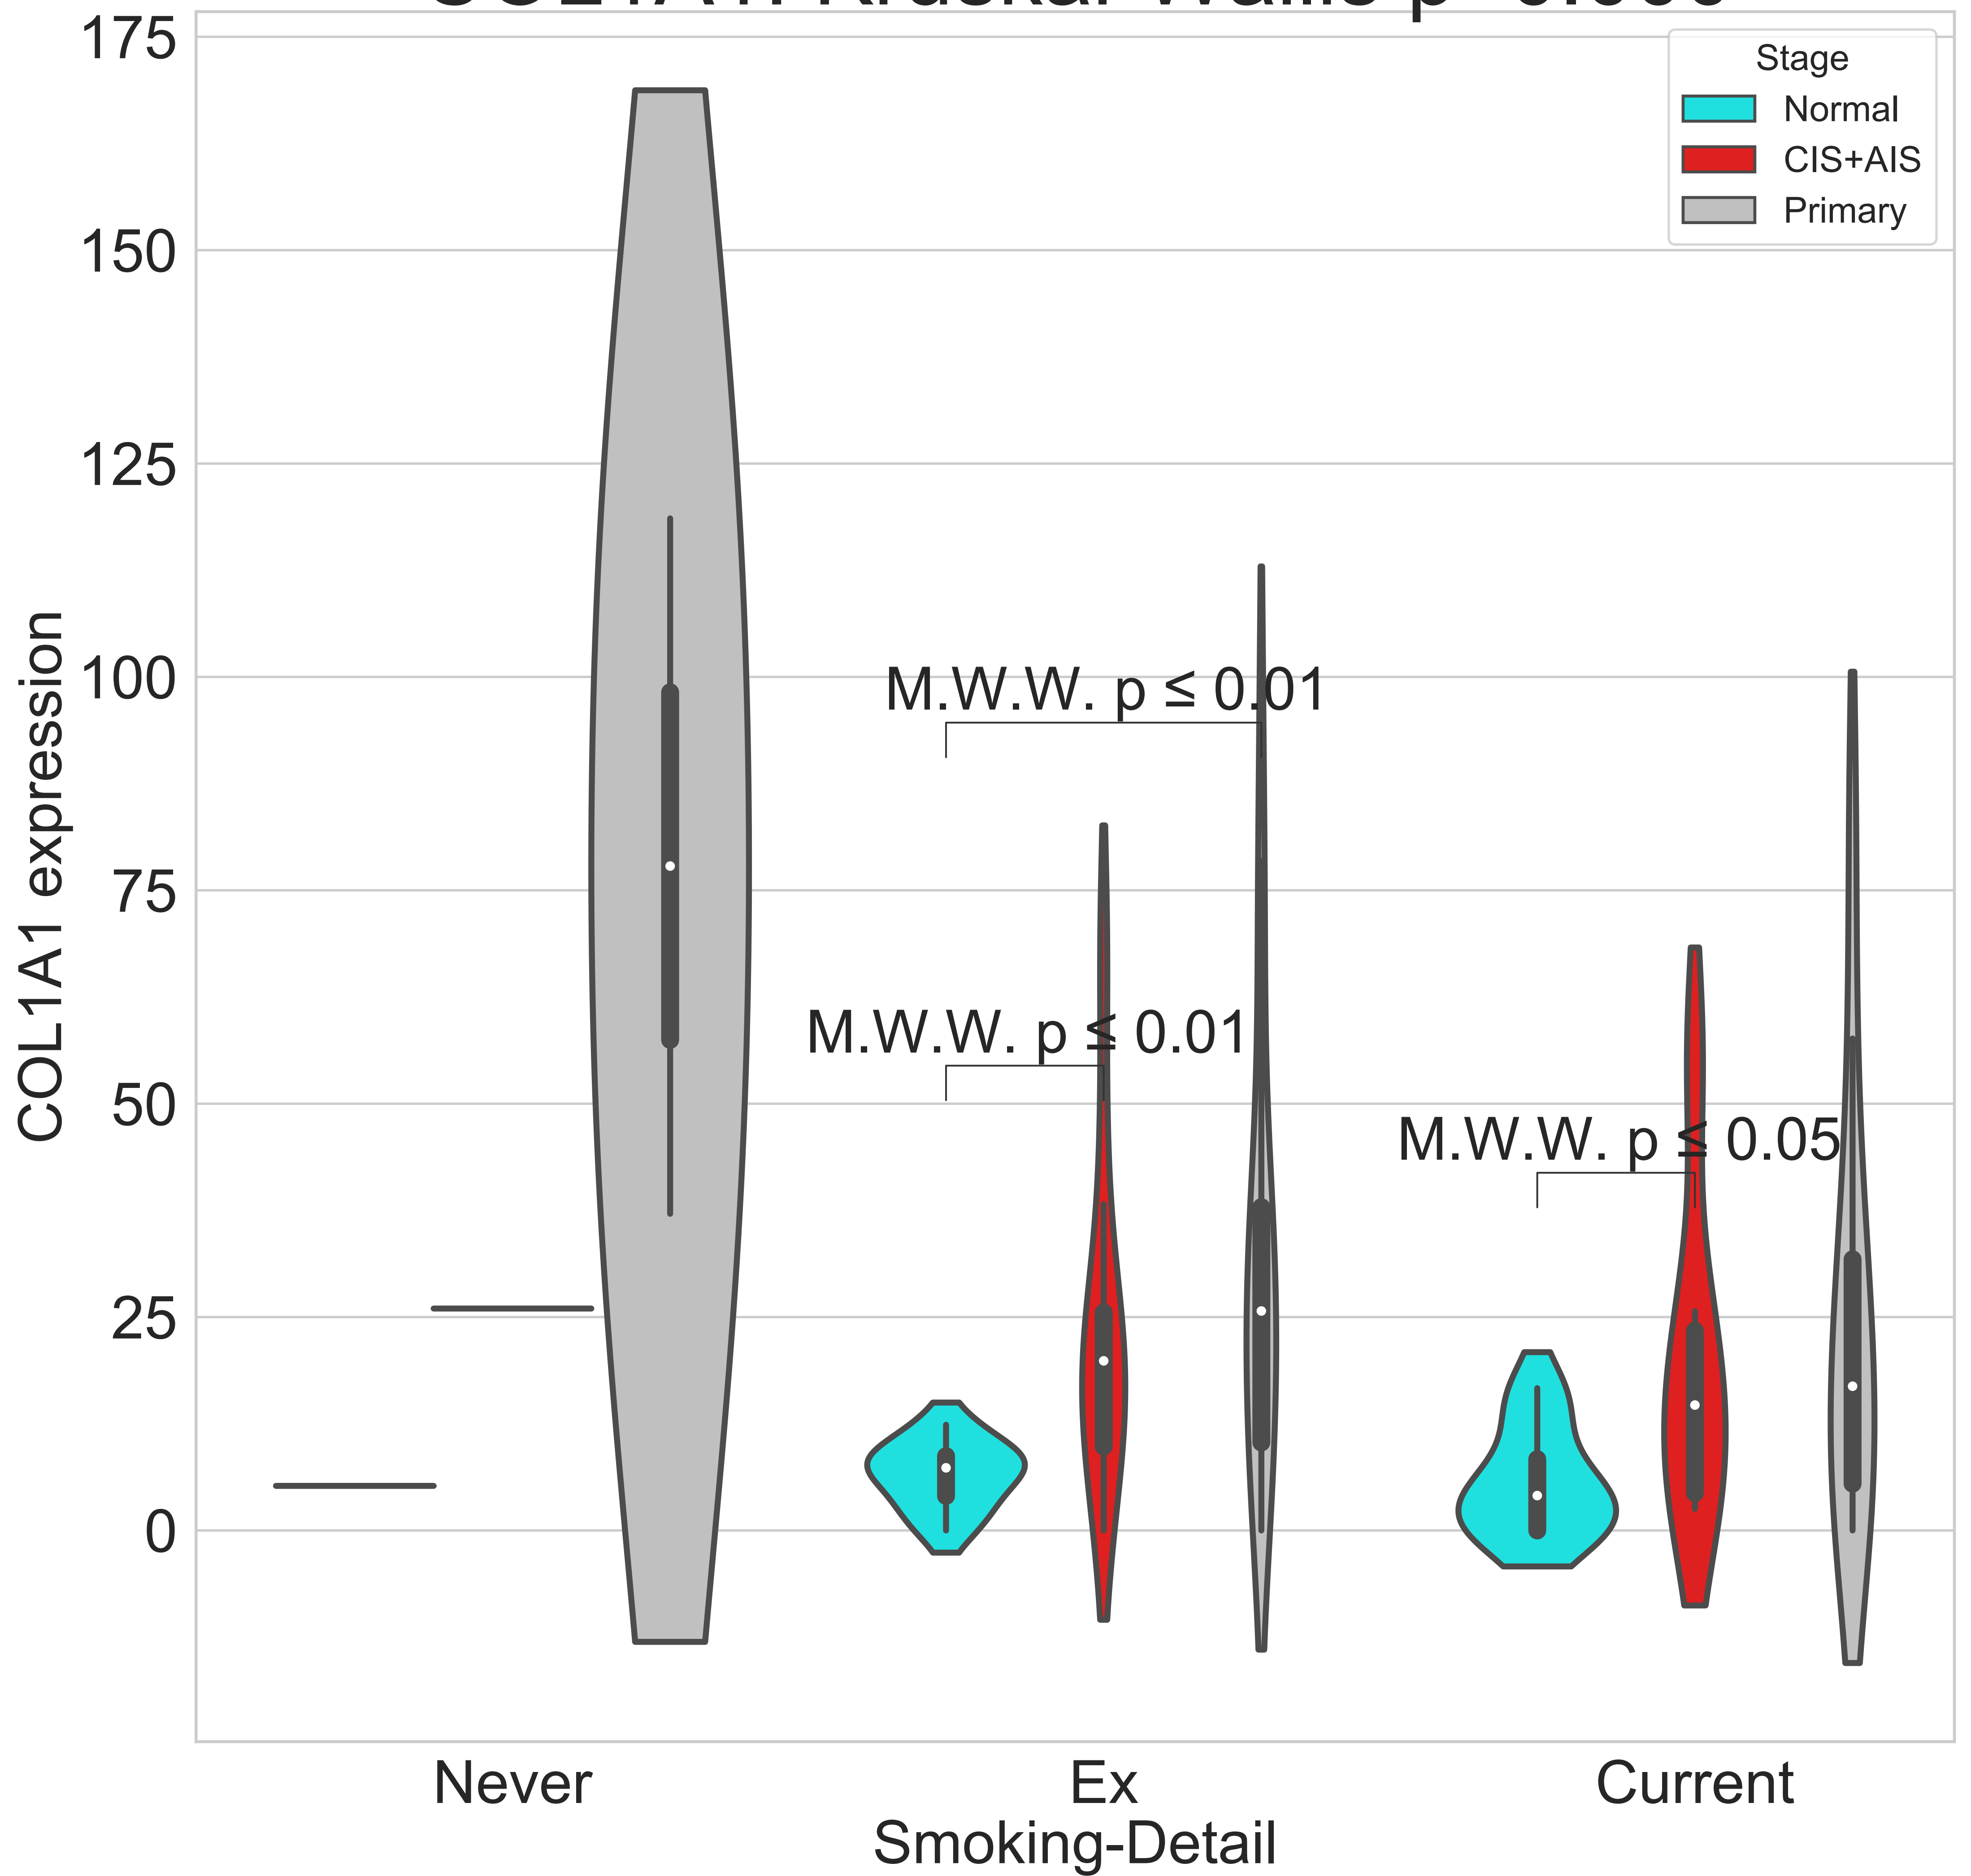 175
Stage
Normal
CIS+AIS
Primary
150
125
100
M.W.W. p ≤ 0.01
75
M.W.W. p ≤ 0.01
50
M.W.W. p ≤ 0.05
25
0
COL1A1 expression
Never
Ex
Current
Smoking-Detail